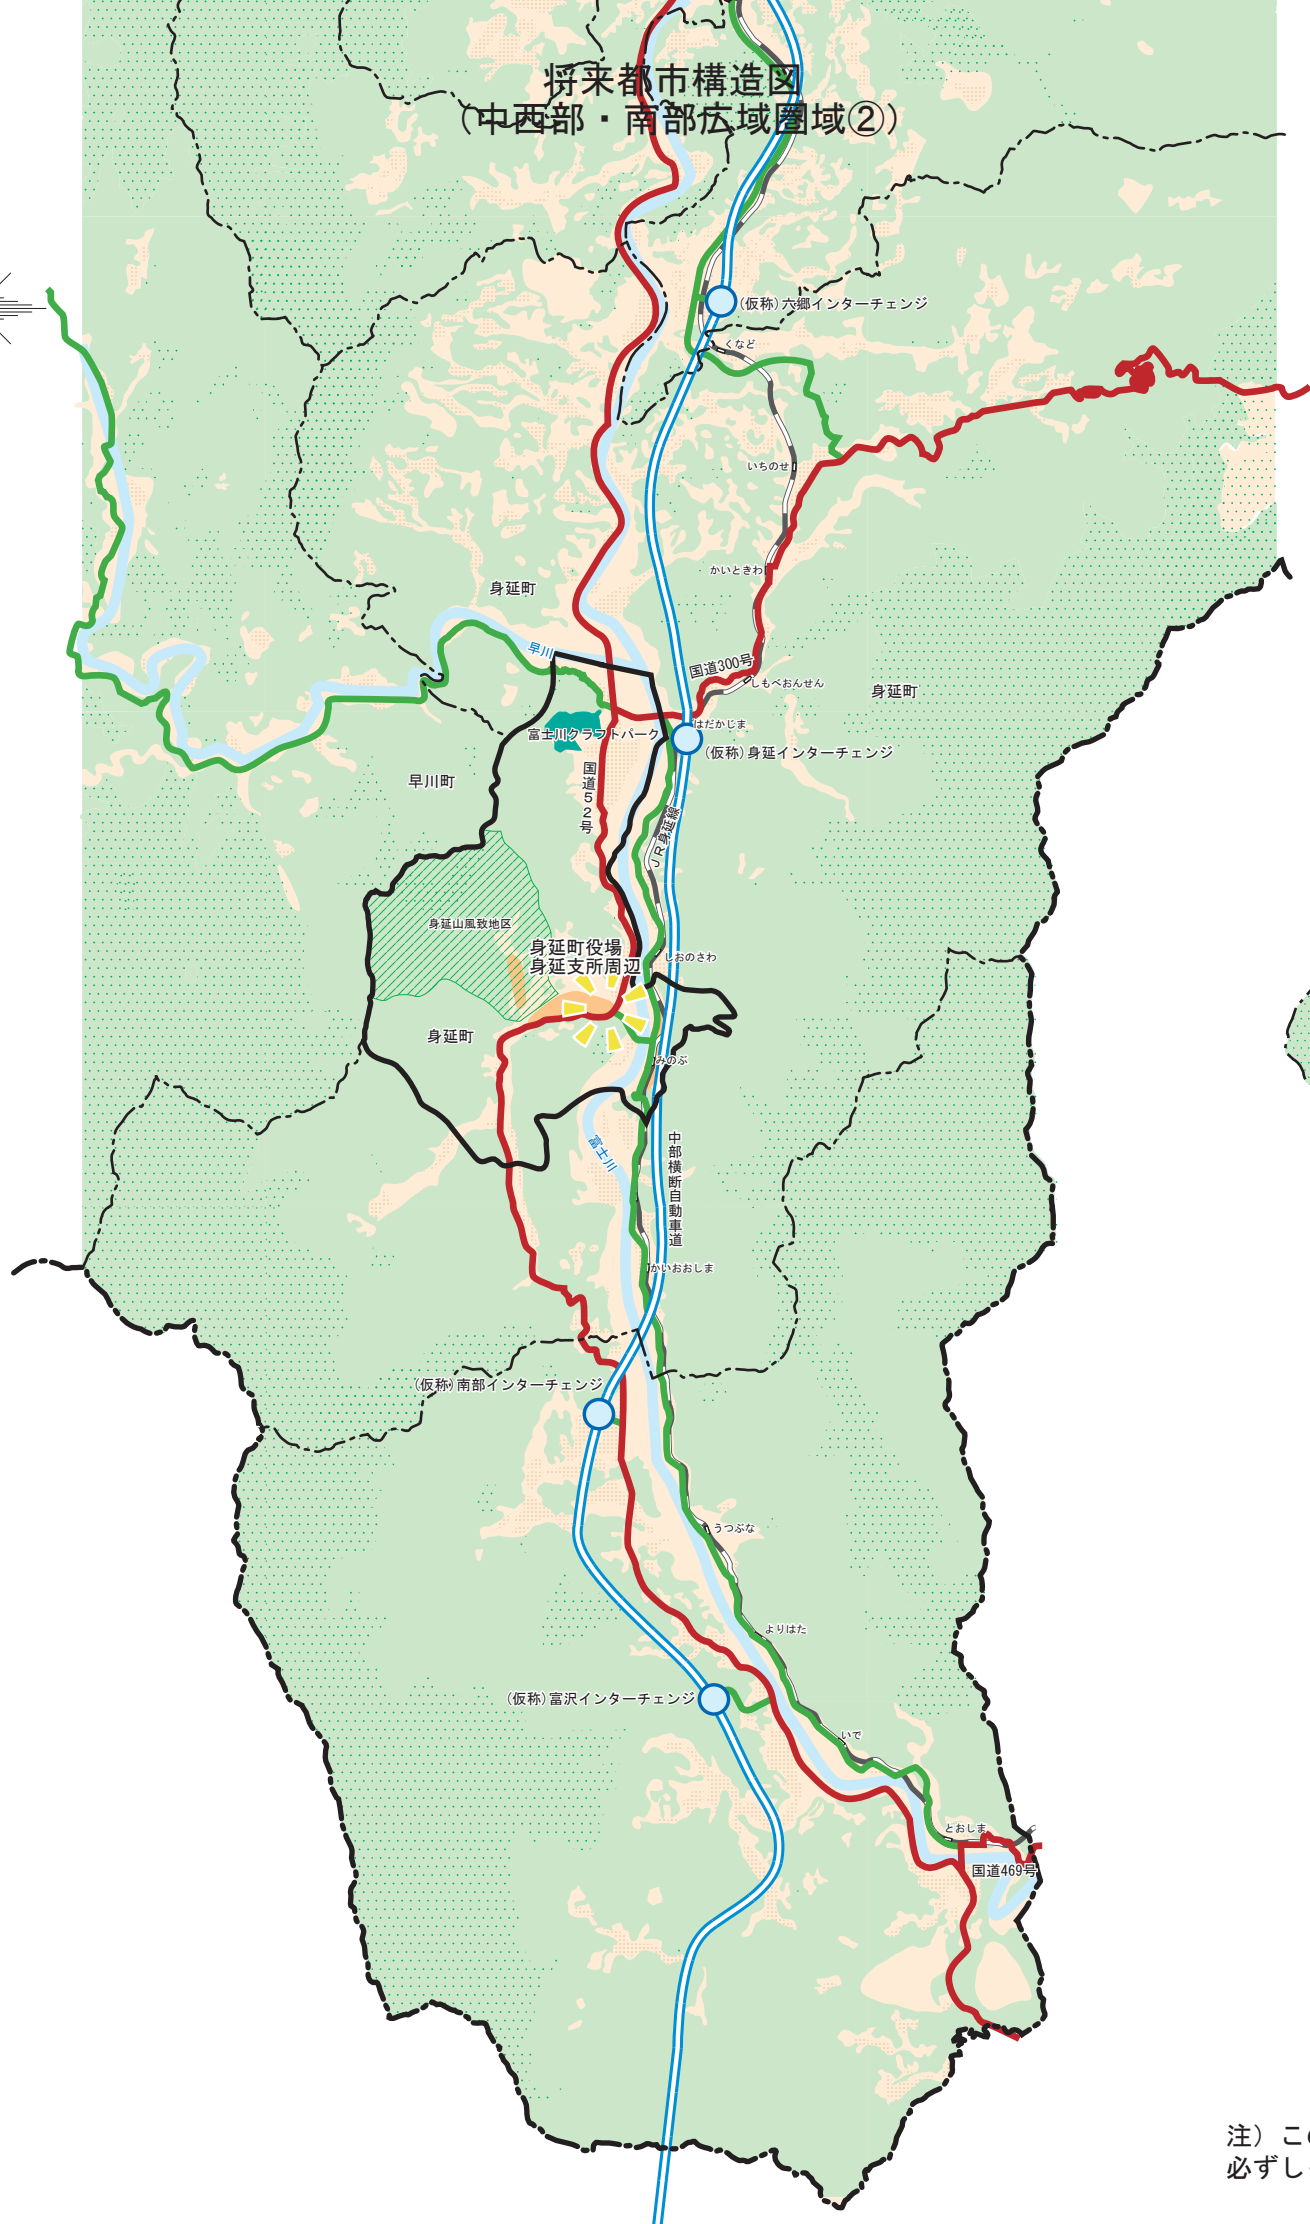 将来都市構造図
(中西部・南部広域圏域②)
(仮称)六郷インターチェンジ
くなど
いちのせ
かいときわ
身延町
早川
国道300号
しもべおんせん
身延町
はだかじま
富士川クラフトパーク
(仮称)身延インターチェンジ
国道52号
早川町
JR身延線
身延山風致地区
身延町役場
身延支所周辺
しおのさわ
身延町
みのぶ
富士川
中部横断自動車道
かいおおしま
(仮称)南部インターチェンジ
うつぶな
よりはた
(仮称)富沢インターチェンジ
いで
とおしま
国道469号
注)こ
必ずし